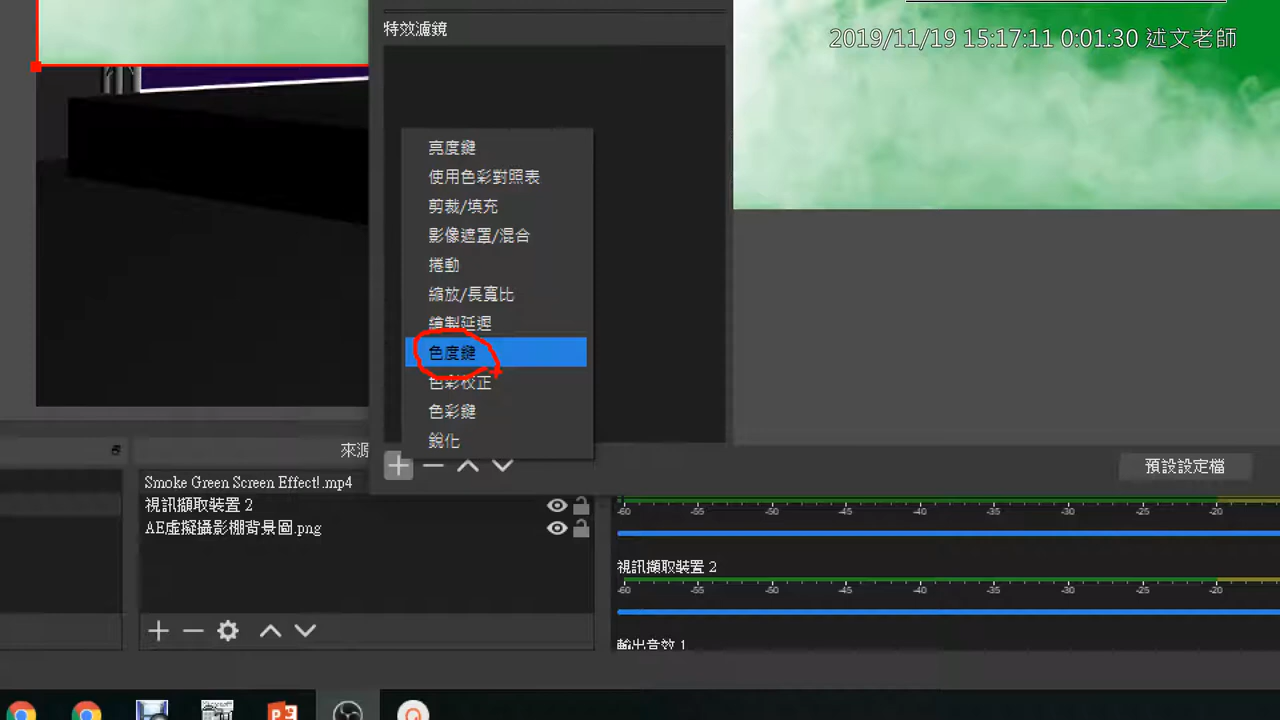 特效濾鏡
2019/11/19 15:17:11 0:01:30 述文老師
亮度鍵
使用色彩對照表
剪裁/填充
影像遮罩/混合
捲動
縮放/長寬比
繪製延遲
色度鍵
色彩校正
色彩鍵
銳化
來源
預設設定檔
Smoke Green Screen Effect!.mp4
視訊擷取裝置 2
AE虛擬攝影棚背景圖.png
-60 -55 -50 -45 -40 -35 -30 -25 -20
視訊擷取裝置 2
-60 -55 -50 -45 -40 -35 -30 -25 -20
輸出音效 1